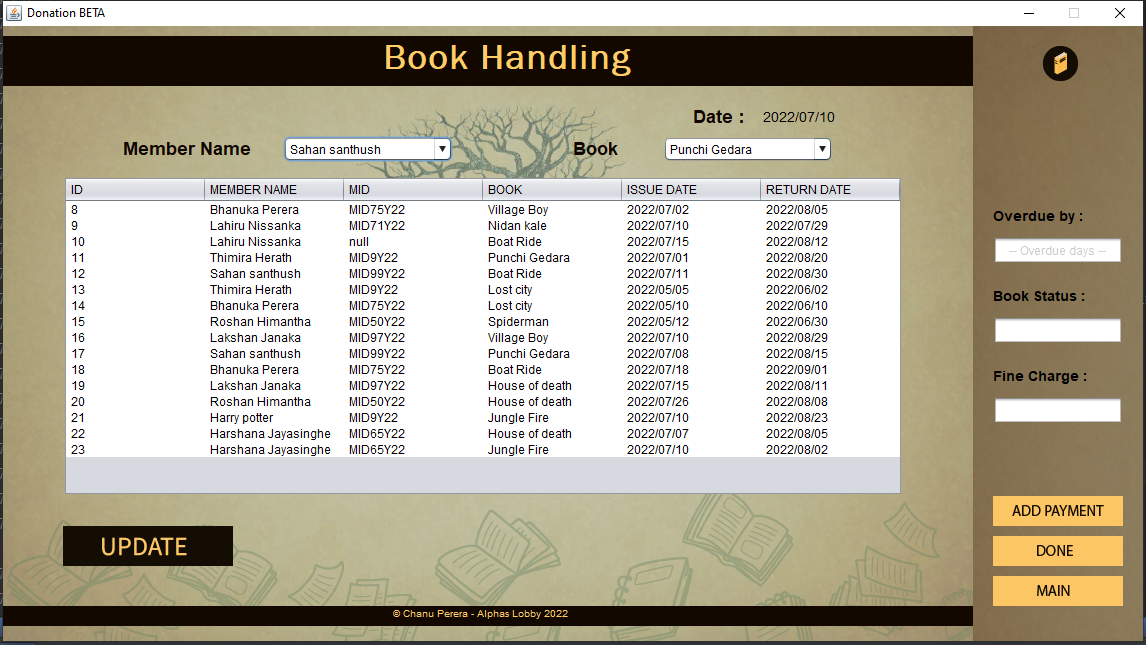 Donation BETA
Book Handling
Date : 2022/07/10
Member Name Sahan santhush Book Punchi Gedara
ID MEMBER NAME MID BOOK ISSUE DATE RETURN DATE
8 Bhanuka Perera MID75Y22 Village Boy 2022/07/02 2022/08/05
9 Lahiru Nissanka MID71Y22 Nidan kale 2022/07/10 2022/07/29
10 Lahiru Nissanka null Boat Ride 2022/07/15 2022/08/12
11 Thimira Herath MID9Y22 Punchi Gedara 2022/07/01 2022/08/20
12 Sahan santhush MID99Y22 Boat Ride 2022/07/11 2022/08/30
13 Thimira Herath MID9Y22 Lost city 2022/05/05 2022/06/02
14 Bhanuka Perera MID75Y22 Lost city 2022/05/10 2022/06/10
15 Roshan Himantha MID50Y22 Spiderman 2022/05/12 2022/06/30
16 Lakshan Janaka MID97Y22 Village Boy 2022/07/10 2022/08/29
17 Sahan santhush MID99Y22 Punchi Gedara 2022/07/08 2022/08/15
18 Bhanuka Perera MID75Y22 Boat Ride 2022/07/18 2022/09/01
19 Lakshan Janaka MID97Y22 House of death 2022/07/15 2022/08/11
20 Roshan Himantha MID50Y22 House of death 2022/07/26 2022/08/08
21 Harry potter MID9Y22 Jungle Fire 2022/07/10 2022/08/23
22 Harshana Jayasinghe MID65Y22 House of death 2022/07/07 2022/08/05
23 Harshana Jayasinghe MID65Y22 Jungle Fire 2022/07/10 2022/08/02
UPDATE
© Chanu Perera - Alphas Lobby 2022
Overdue by :
-- Overdue days --
Book Status :
Fine Charge :
ADD PAYMENT
DONE
MAIN